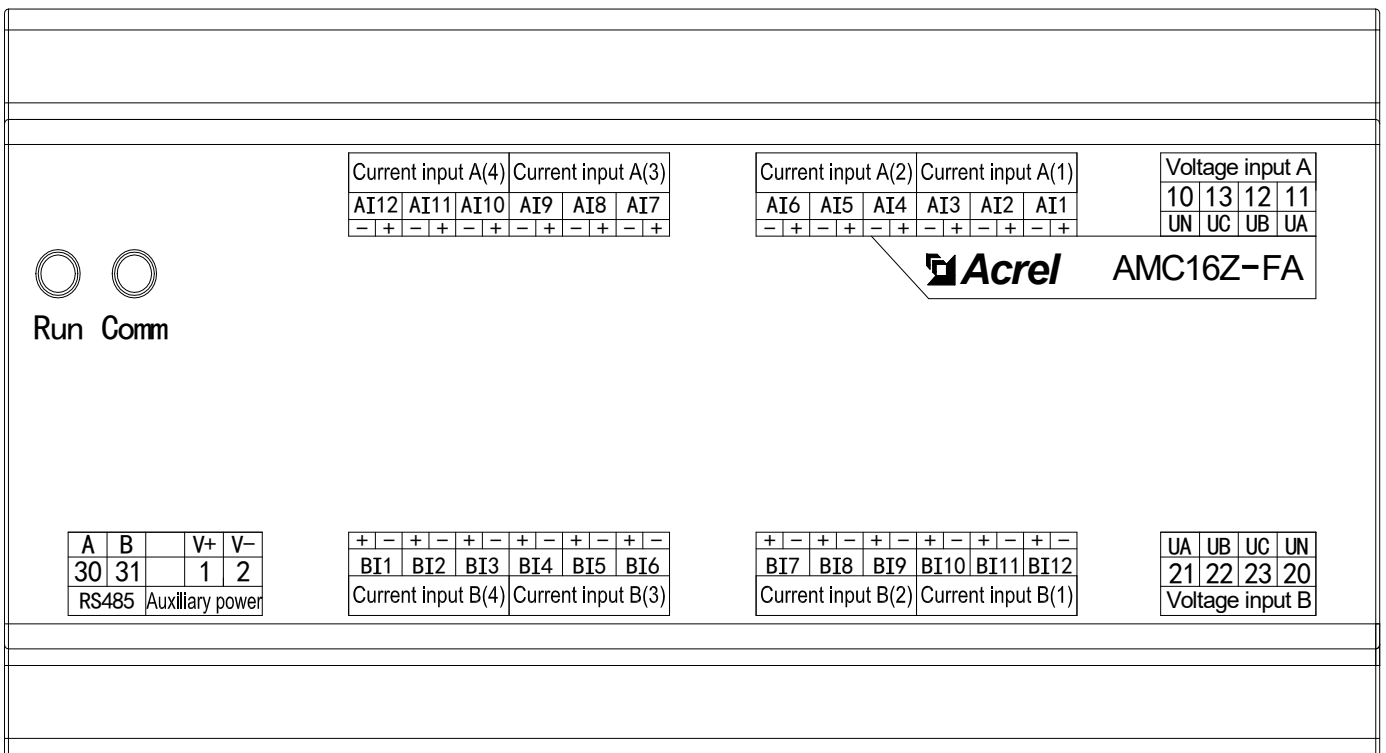 Current input A(4) Current input A(3) Current input A(2) Current input A(1) Voltage input A
AI12 AI11 AI10 AI9 AI8 AI7 AI6 AI5 AI4 AI3 AI2 AI1 10 13 12 11
− + − + − + − + − + − + − + − + − + − + − + − + UN UC UB UA
Acrel AMC16Z−FA
Run Comm
A B V+ V− + − + − + − + − + − + − + − + − + − + − + − + − UA UB UC UN
30 31 1 2 BI1 BI2 BI3 BI4 BI5 BI6 BI7 BI8 BI9 BI10 BI11 BI12 21 22 23 20
RS485 Auxiliary power Current input B(4) Current input B(3) Current input B(2) Current input B(1) Voltage input B